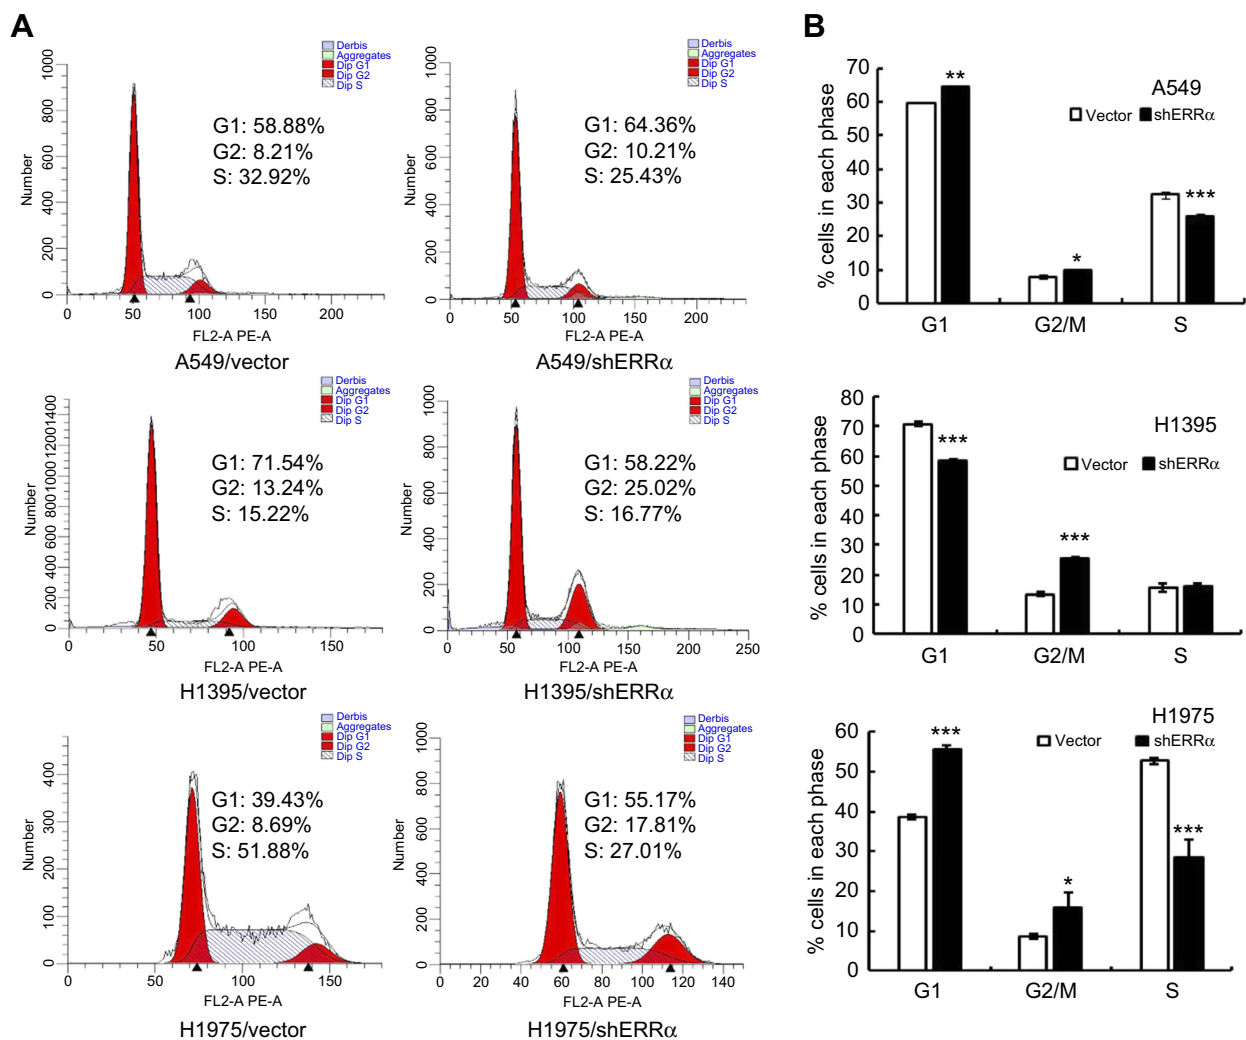 A
Derbis
Aggregates
Dip G1
Dip G2
Dip S
1000
800
600
400
200
0
Number
G1: 58.88%
G2: 8.21%
S: 32.92%
0 50 100 150 200
FL2-A PE-A
A549/vector
Derbis
Aggregates
Dip G1
Dip G2
Dip S
1000
800
600
400
200
0
Number
G1: 64.36%
G2: 10.21%
S: 25.43%
0 50 100 150 200
FL2-A PE-A
A549/shERRα
Derbis
Aggregates
Dip G1
Dip G2
Dip S
1400
1200
1000
800
600
400
200
0
Number
G1: 71.54%
G2: 13.24%
S: 15.22%
0 50 100 150
FL2-A PE-A
H1395/vector
Derbis
Aggregates
Dip G1
Dip G2
Dip S
1000
800
600
400
200
0
Number
G1: 58.22%
G2: 25.02%
S: 16.77%
0 50 100 150 200 250
FL2-A PE-A
H1395/shERRα
Derbis
Aggregates
Dip G1
Dip G2
Dip S
400
300
200
100
0
Number
G1: 39.43%
G2: 8.69%
S: 51.88%
0 50 100 150
FL2-A PE-A
H1975/vector
Derbis
Aggregates
Dip G1
Dip G2
Dip S
1000
800
600
400
200
0
Number
G1: 55.17%
G2: 17.81%
S: 27.01%
0 20 40 60 80 100 120 140
FL2-A PE-A
H1975/shERRα
B
A549
Vector shERRα
% cells in each phase
70
60
50
40
30
20
10
0
**
*
***
G1 G2/M S
H1395
Vector shERRα
% cells in each phase
80
70
60
50
40
30
20
10
0
***
***
G1 G2/M S
H1975
Vector shERRα
% cells in each phase
60
50
40
30
20
10
0
***
*
***
G1 G2/M S